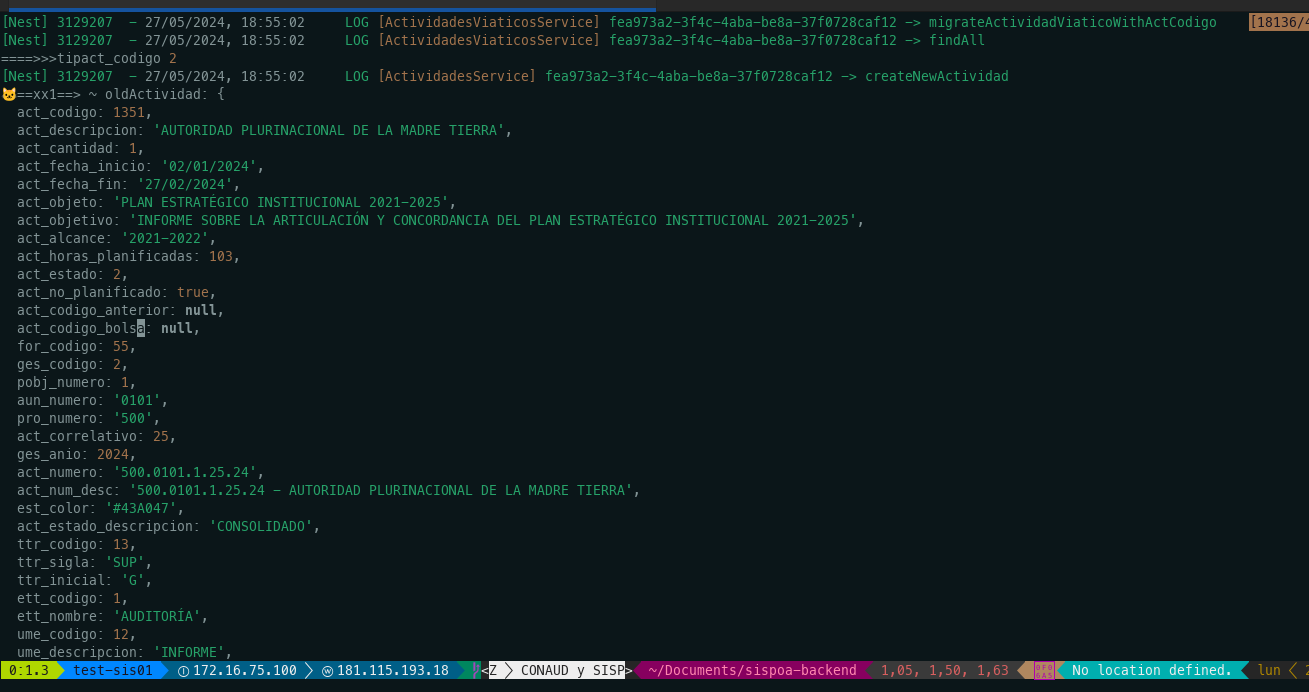 [Nest] 3129207  - 27/05/2024, 18:55:02     LOG [ActividadesViaticosService] fea973a2-3f4c-4aba-be8a-37f0728caf12 -> migrateActividadViaticoWithActCodigo    [18136/4
[Nest] 3129207  - 27/05/2024, 18:55:02     LOG [ActividadesViaticosService] fea973a2-3f4c-4aba-be8a-37f0728caf12 -> findAll
====>>>tipact_codigo 2
[Nest] 3129207  - 27/05/2024, 18:55:02     LOG [ActividadesService] fea973a2-3f4c-4aba-be8a-37f0728caf12 -> createNewActividad
🐱==xx1==> ~ oldActividad: {
  act_codigo: 1351,
  act_descripcion: 'AUTORIDAD PLURINACIONAL DE LA MADRE TIERRA',
  act_cantidad: 1,
  act_fecha_inicio: '02/01/2024',
  act_fecha_fin: '27/02/2024',
  act_objeto: 'PLAN ESTRATÉGICO INSTITUCIONAL 2021-2025',
  act_objetivo: 'INFORME SOBRE LA ARTICULACIÓN Y CONCORDANCIA DEL PLAN ESTRATÉGICO INSTITUCIONAL 2021-2025',
  act_alcance: '2021-2022',
  act_horas_planificadas: 103,
  act_estado: 2,
  act_no_planificado: true,
  act_codigo_anterior: null,
  act_codigo_bolsa: null,
  for_codigo: 55,
  ges_codigo: 2,
  pobj_numero: 1,
  aun_numero: '0101',
  pro_numero: '500',
  act_correlativo: 25,
  ges_anio: 2024,
  act_numero: '500.0101.1.25.24',
  act_num_desc: '500.0101.1.25.24 - AUTORIDAD PLURINACIONAL DE LA MADRE TIERRA',
  est_color: '#43A047',
  act_estado_descripcion: 'CONSOLIDADO',
  ttr_codigo: 13,
  ttr_sigla: 'SUP',
  ttr_inicial: 'G',
  ett_codigo: 1,
  ett_nombre: 'AUDITORÍA',
  ume_codigo: 12,
  ume_descripcion: 'INFORME',
0:1.3 test-sis01 Ⓛ 172.16.75.100 ⓦ 181.115.193.18 <Z CONAUD y SISP> ~/Documents/sispoa-backend 1,05, 1,50, 1,63 No location defined. lun